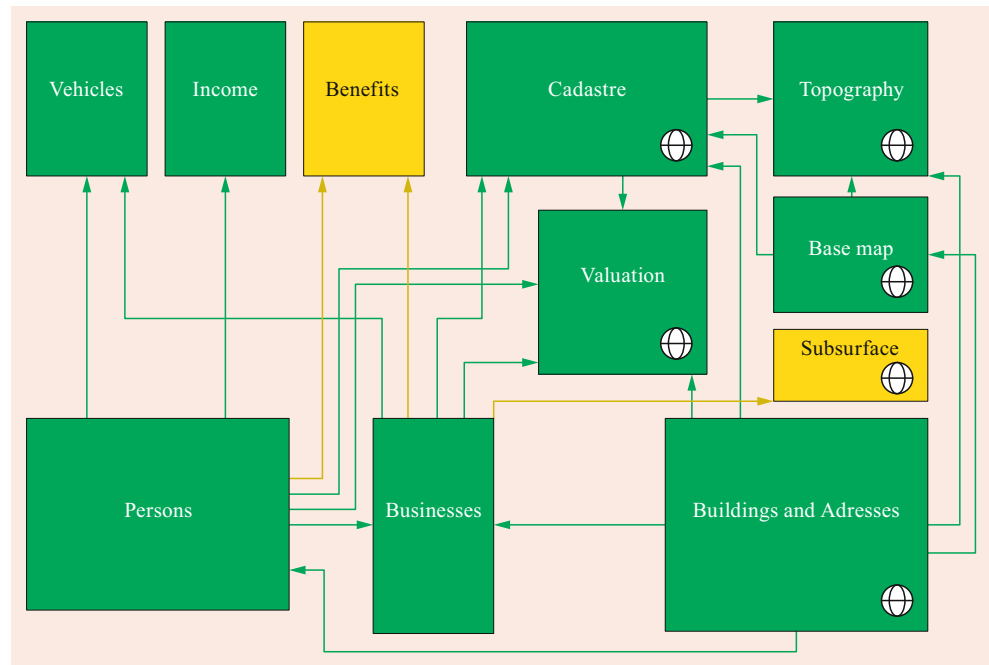 Vehicles
Income
Benefits
Cadastre
Topography
Valuation
Base map
Subsurface
Persons
Businesses
Buildings and Adresses